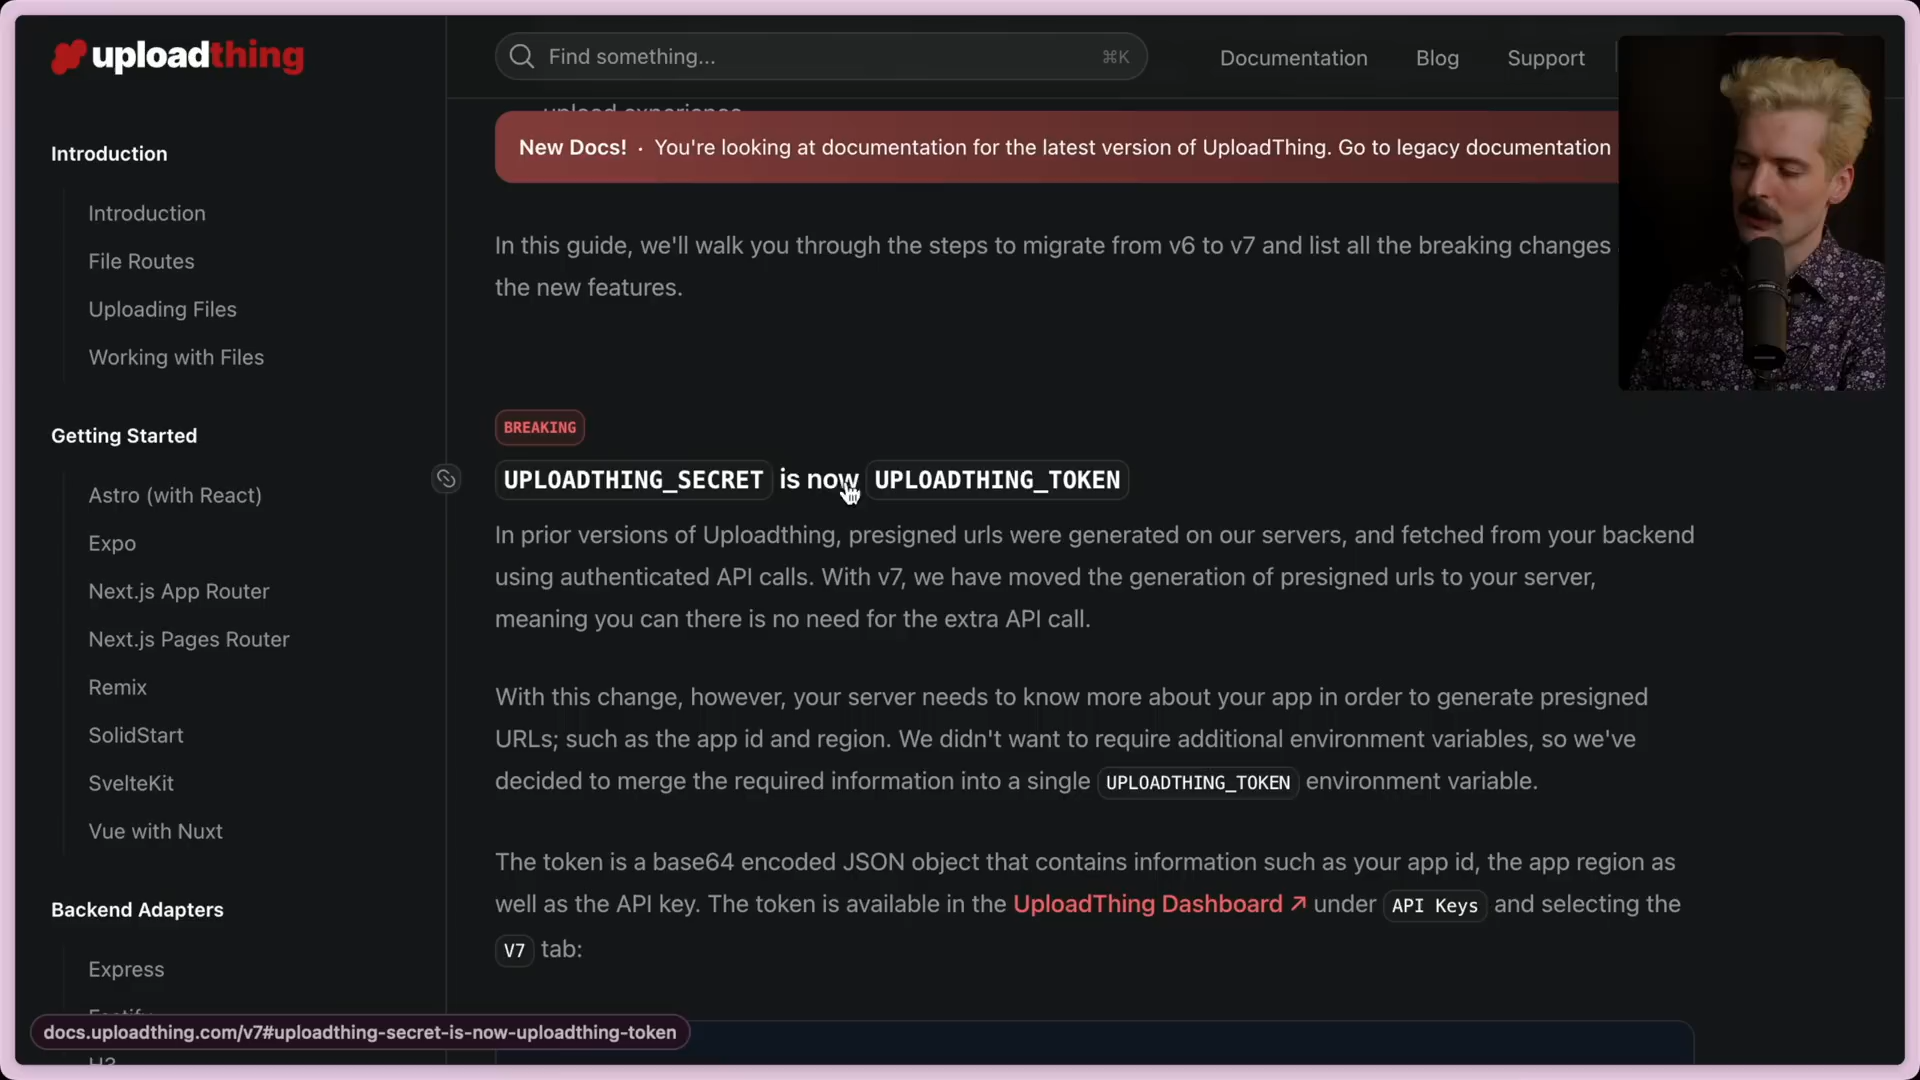 uploadthing
Find something...
⌘K
Documentation
Blog
Support
upload experience
New Docs! · You're looking at documentation for the latest version of UploadThing. Go to legacy documentation
Introduction
Introduction
File Routes
Uploading Files
Working with Files
Getting Started
Astro (with React)
Expo
Next.js App Router
Next.js Pages Router
Remix
SolidStart
SvelteKit
Vue with Nuxt
Backend Adapters
Express
Fastify
H3
In this guide, we'll walk you through the steps to migrate from v6 to v7 and list all the breaking changes
the new features.
BREAKING
UPLOADTHING_SECRET is now UPLOADTHING_TOKEN
In prior versions of Uploadthing, presigned urls were generated on our servers, and fetched from your backend
using authenticated API calls. With v7, we have moved the generation of presigned urls to your server,
meaning you can there is no need for the extra API call.
With this change, however, your server needs to know more about your app in order to generate presigned
URLs; such as the app id and region. We didn't want to require additional environment variables, so we've
decided to merge the required information into a single UPLOADTHING_TOKEN environment variable.
The token is a base64 encoded JSON object that contains information such as your app id, the app region as
well as the API key. The token is available in the UploadThing Dashboard ↗ under API Keys and selecting the
V7 tab:
docs.uploadthing.com/v7#uploadthing-secret-is-now-uploadthing-token